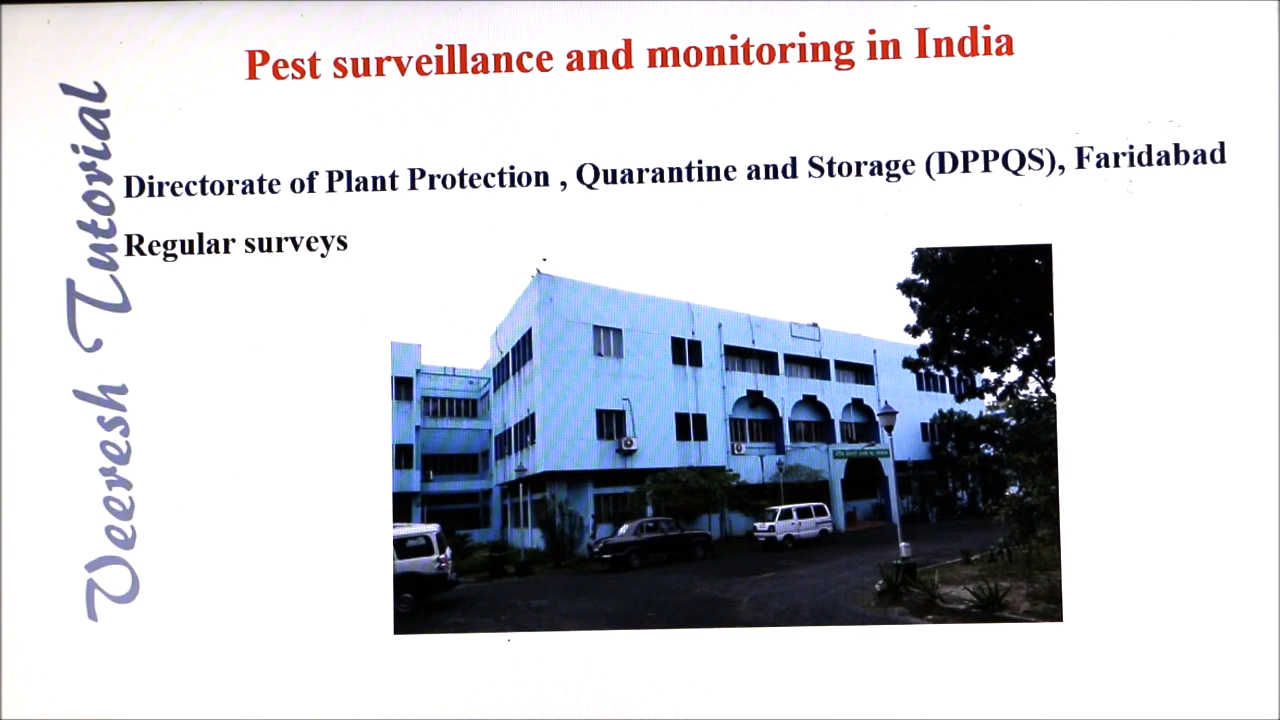 Pest surveillance and monitoring in India
Directorate of Plant Protection , Quarantine and Storage (DPPQS), Faridabad
Regular surveys
Veeresh Tutorial